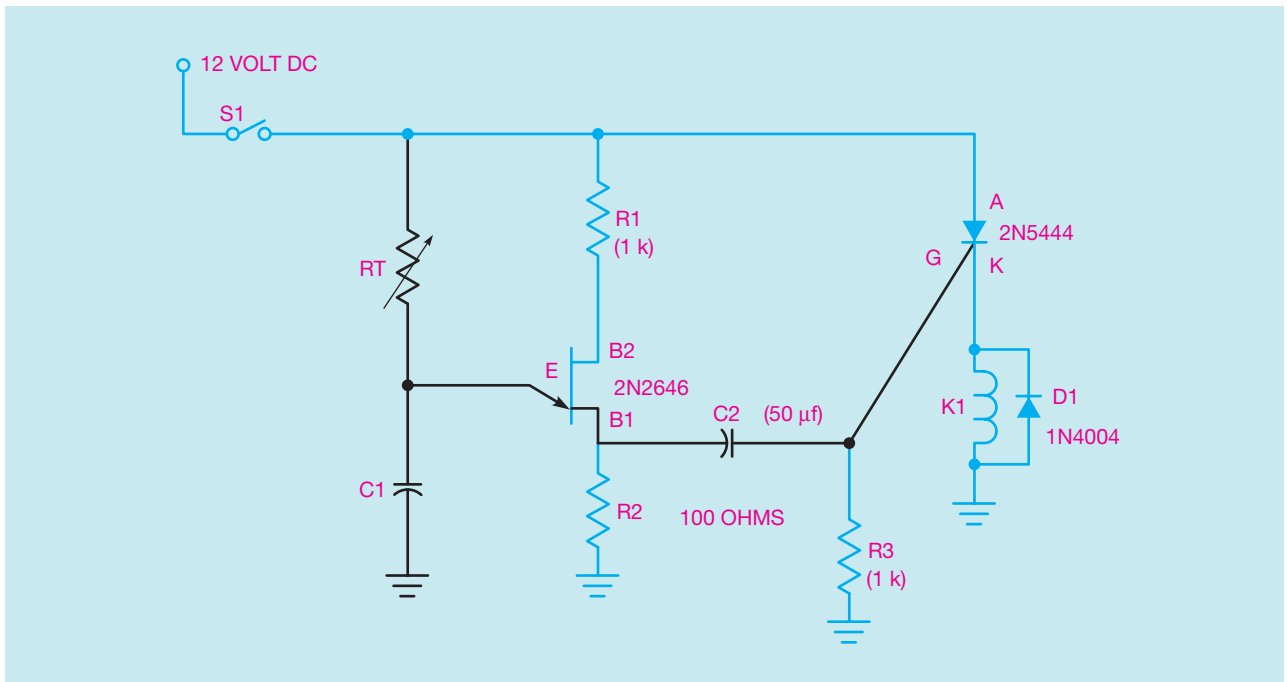 12 VOLT DC
S1
A
R1
(1 k)
2N5444
G
K
RT
B2
E
2N2646
B1
C2 (50 µf)
K1
D1
1N4004
C1
R2
100 OHMS
R3
(1 k)